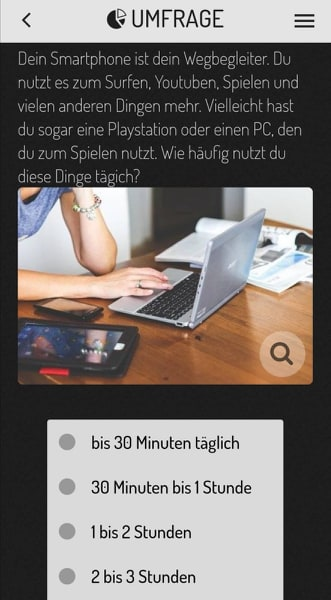 UMFRAGE
Dein Smartphone ist dein Wegbegleiter. Du
nutzt es zum Surfen, Youtuben, Spielen und
vielen anderen Dingen mehr. Vielleicht hast
du sogar eine Playstation oder einen PC, den
du zum Spielen nutzt. Wie häufig nutzt du
diese Dinge tägich?
bis 30 Minuten täglich
30 Minuten bis 1 Stunde
1 bis 2 Stunden
2 bis 3 Stunden